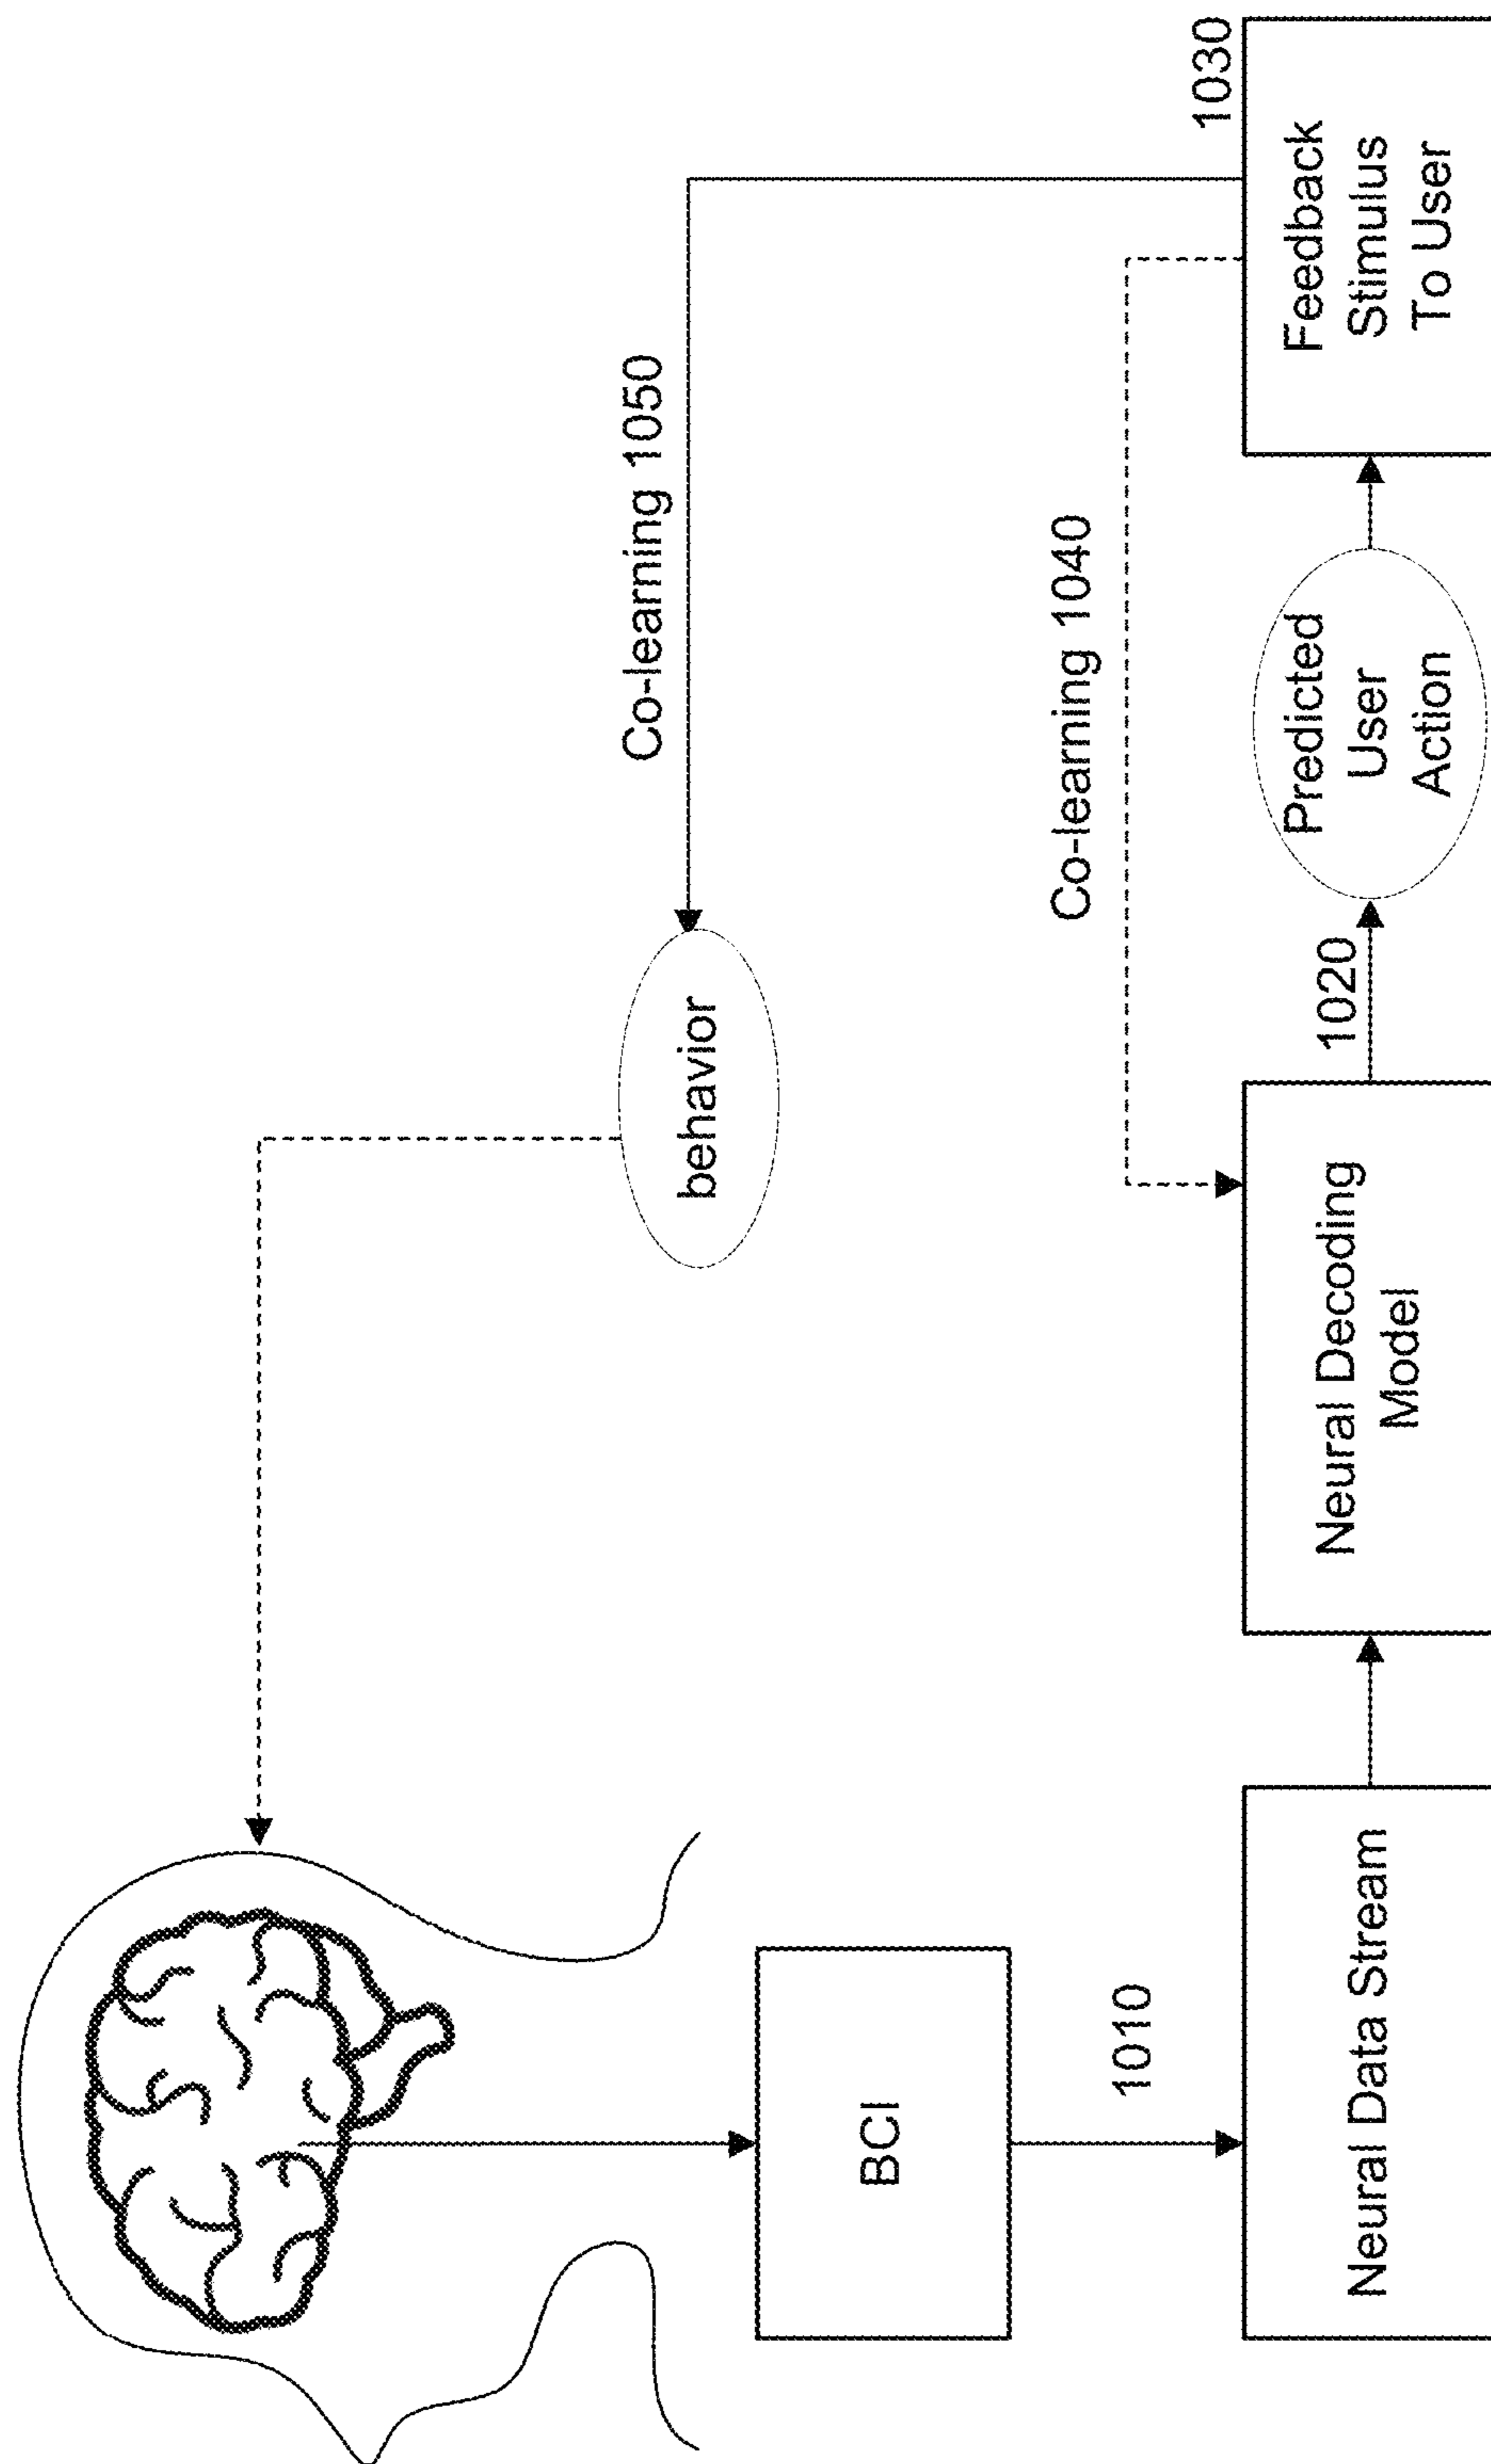 behavior
Co-learning 1050
BCI
1010
Co-learning 1040
1030
Neural Data Stream
Neural Decoding
Model
1020
Predicted
User
Action
Feedback
Stimulus
To User